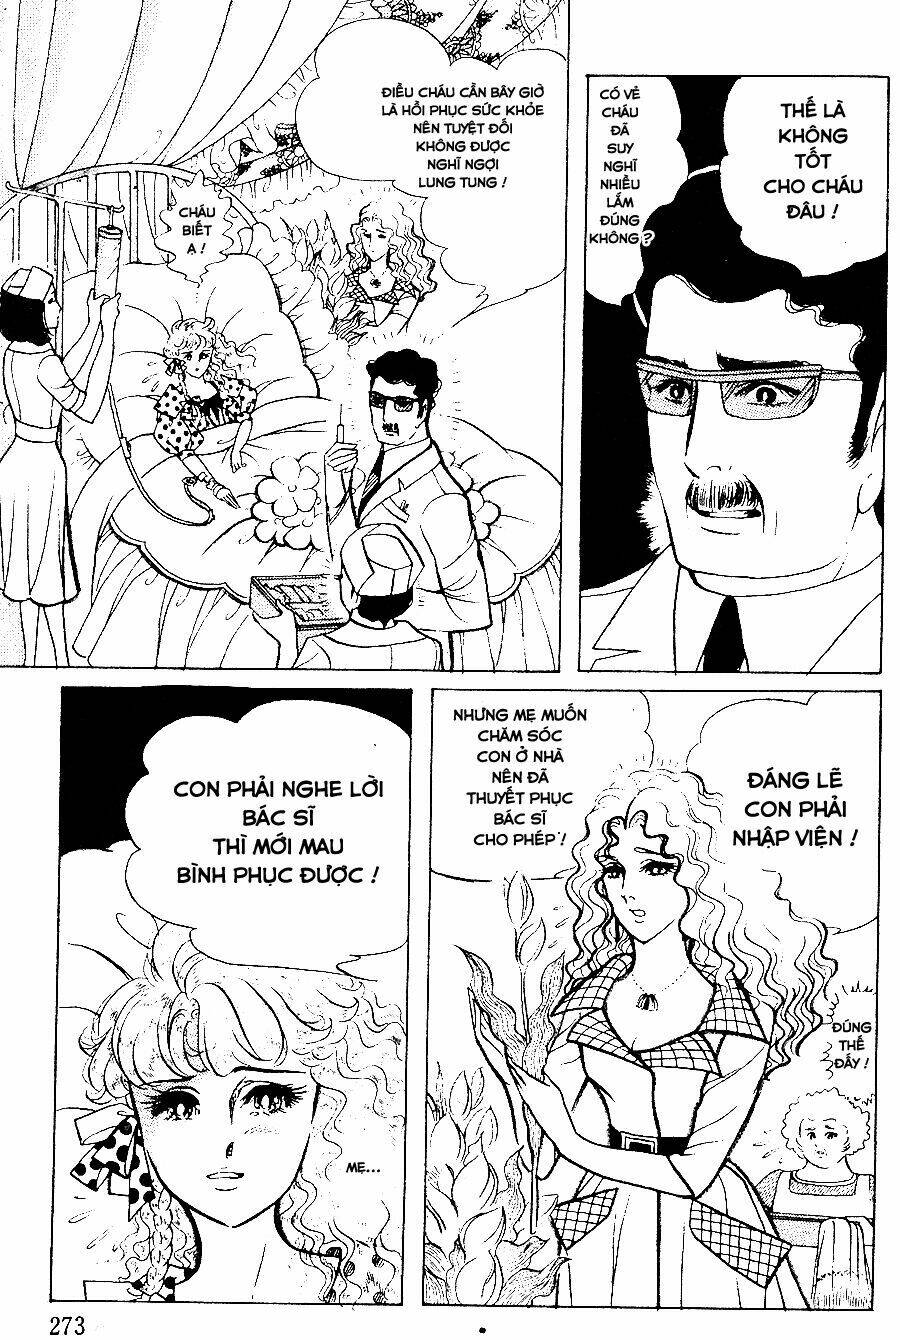 THẾ LÀ
KHÔNG
TỐT
CHO CHÁU
ĐÂU !
CÓ VẺ
CHÁU
ĐÃ
SUY
NGHĨ
NHIỀU
LẮM
ĐÚNG
KHÔNG ?
ĐIỀU CHÁU CẦN BÂY GIỜ
LÀ HỒI PHỤC SỨC KHỎE
NÊN TUYỆT ĐỐI
KHÔNG ĐƯỢC
NGHĨ NGỢI
LUNG TUNG !
CHÁU
BIẾT
Ạ !
ĐÁNG LẼ
CON PHẢI
NHẬP VIỆN !
NHƯNG MẸ MUỐN
CHĂM SÓC
CON Ở NHÀ
NÊN ĐÃ
THUYẾT PHỤC
BÁC SĨ
CHO PHÉP !
ĐÚNG
THẾ
ĐẤY !
CON PHẢI NGHE LỜI
BÁC SĨ
THÌ MỚI MAU
BÌNH PHỤC ĐƯỢC !
MẸ...
273